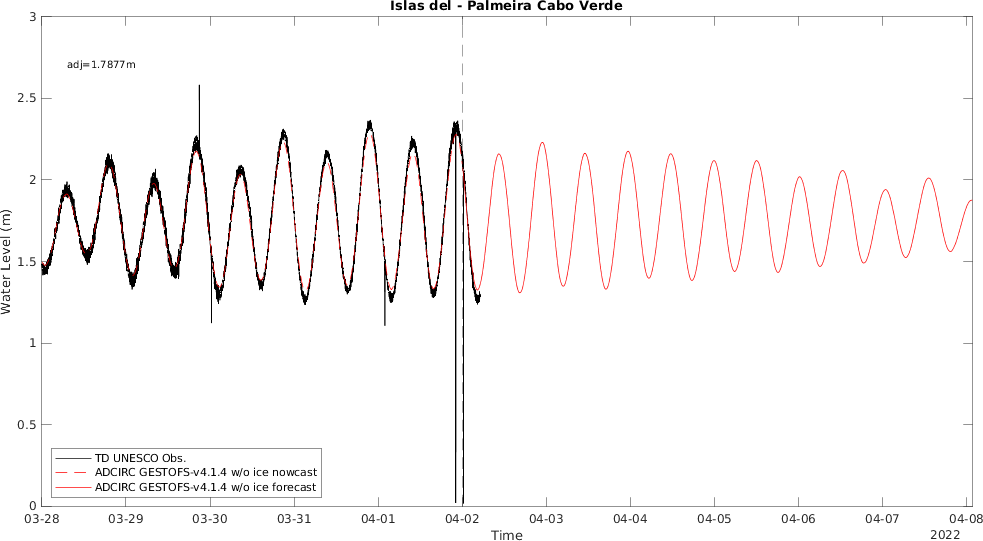 Islas del - Palmeira Cabo Verde
adj=1.7877m
Water Level (m)
3
2.5
2
1.5
1
0.5
0
TD UNESCO Obs.
ADCIRC GESTOFS-v4.1.4 w/o ice nowcast
ADCIRC GESTOFS-v4.1.4 w/o ice forecast
03-28 03-29 03-30 03-31 04-01 04-02 04-03 04-04 04-05 04-06 04-07 04-08
Time
2022